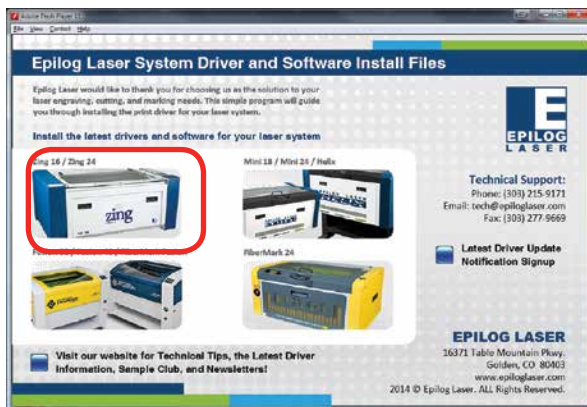 Adobe Flash Player 11
File View Control Help
Epilog Laser System Driver and Software Install Files
Epilog Laser would like to thank you for choosing us as the solution to your
laser engraving, cutting, and marking needs. This simple program will guide
you through installing the print driver for your laser system.
Install the latest drivers and software for your laser system
Zing 16 / Zing 24
Mini 18 / Mini 24 / Helix
zing
EPILOG
LASER
Technical Support:
Phone: (303) 215-9171
Email: tech@epiloglaser.com
Fax: (303) 277-9669
Latest Driver Update
Notification Signup
FiberMark 24
Visit our website for Technical Tips, the Latest Driver
Information, Sample Club, and Newsletters!
EPILOG LASER
16371 Table Mountain Pkwy.
Golden, CO 80403
www.epiloglaser.com
2014 © Epilog Laser. ALL Rights Reserved.